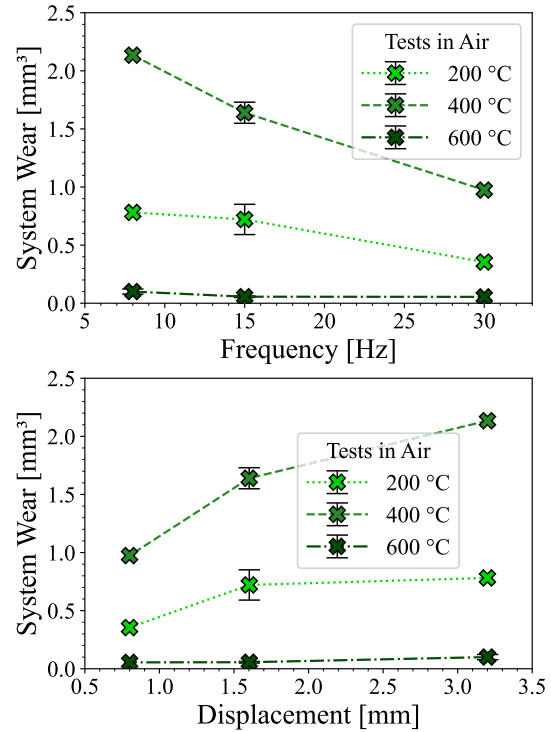 2.5
2.0
1.5
1.0
0.5
0.0
System Wear [mm³]
Tests in Air
200 °C
400 °C
600 °C
5 10 15 20 25 30
Frequency [Hz]
2.5
2.0
1.5
1.0
0.5
0.0
System Wear [mm³]
Tests in Air
200 °C
400 °C
600 °C
0.5 1.0 1.5 2.0 2.5 3.0 3.5
Displacement [mm]